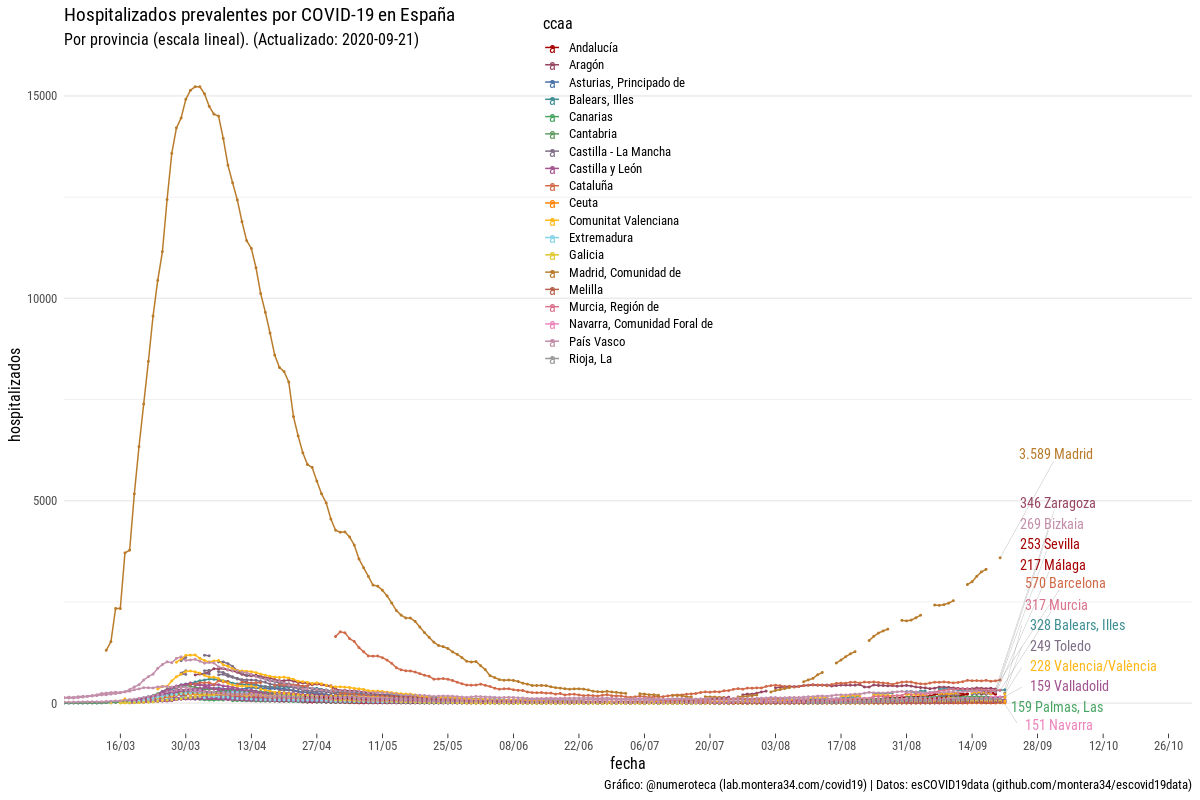 Hospitalizados prevalentes por COVID-19 en España
Por provincia (escala lineal). (Actualizado: 2020-09-21)
ccaa
Andalucía
Aragón
Asturias, Principado de
Balears, Illes
Canarias
Cantabria
Castilla - La Mancha
Castilla y León
Cataluña
Ceuta
Comunitat Valenciana
Extremadura
Galicia
Madrid, Comunidad de
Melilla
Murcia, Región de
Navarra, Comunidad Foral de
País Vasco
Rioja, La
hospitalizados
15000
10000
5000
0
3.589 Madrid
346 Zaragoza
269 Bizkaia
253 Sevilla
217 Málaga
570 Barcelona
317 Murcia
328 Balears, Illes
249 Toledo
228 Valencia/València
159 Valladolid
159 Palmas, Las
151 Navarra
16/03 30/03 13/04 27/04 11/05 25/05 08/06 22/06 06/07 20/07 03/08 17/08 31/08 14/09 28/09 12/10 26/10
fecha
Gráfico: @numeroteca (lab.montera34.com/covid19) | Datos: esCOVID19data (github.com/montera34/escovid19data)